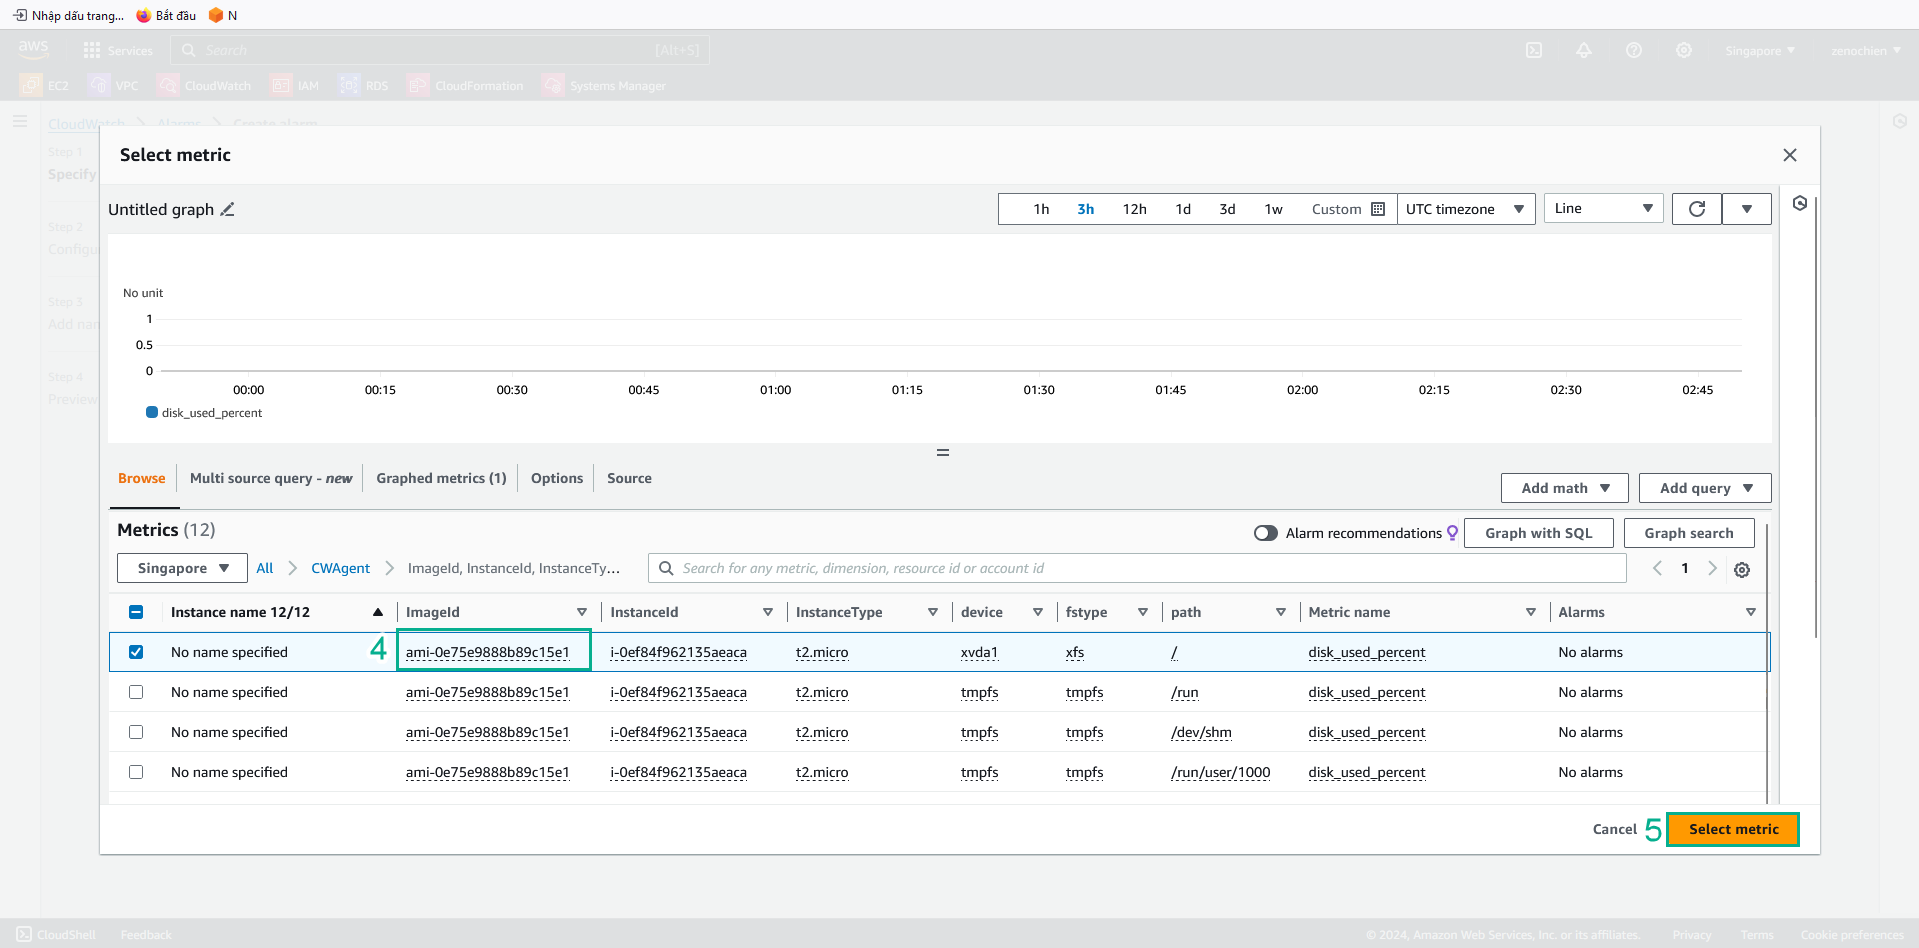 Nhập dấu trang... Bắt đầu N
aws Services Search [Alt+S] Singapore zenochien
EC2 VPC CloudWatch IAM RDS CloudFormation Systems Manager
CloudWatch Alarms Create alarm
Step 1
Specify
Step 2
Step 3
Step 4
Preview
Select metric
Untitled graph 1h 3h 12h 1d 3d 1w Custom UTC timezone Line
No unit
1
0.5
0
00:00 00:15 00:30 00:45 01:00 01:15 01:30 01:45 02:00 02:15 02:30 02:45
disk_used_percent
Browse Multi source query - new Graphed metrics (1) Options Source Add math Add query
Metrics (12) Alarm recommendations Graph with SQL Graph search
Singapore All CWAgent ImageId, InstanceId, InstanceTy... Search for any metric, dimension, resource id or account id 1
Instance name 12/12 ImageId InstanceId InstanceType device fstype path Metric name Alarms
No name specified 4 ami-0e75e9888b89c15e1 i-0ef84f962135aeaca t2.micro xvda1 xfs / disk_used_percent No alarms
No name specified ami-0e75e9888b89c15e1 i-0ef84f962135aeaca t2.micro tmpfs tmpfs /run disk_used_percent No alarms
No name specified ami-0e75e9888b89c15e1 i-0ef84f962135aeaca t2.micro tmpfs tmpfs /dev/shm disk_used_percent No alarms
No name specified ami-0e75e9888b89c15e1 i-0ef84f962135aeaca t2.micro tmpfs tmpfs /run/user/1000 disk_used_percent No alarms
Cancel 5 Select metric
CloudShell Feedback © 2024, Amazon Web Services, Inc. or its affiliates. Privacy Terms Cookie preferences